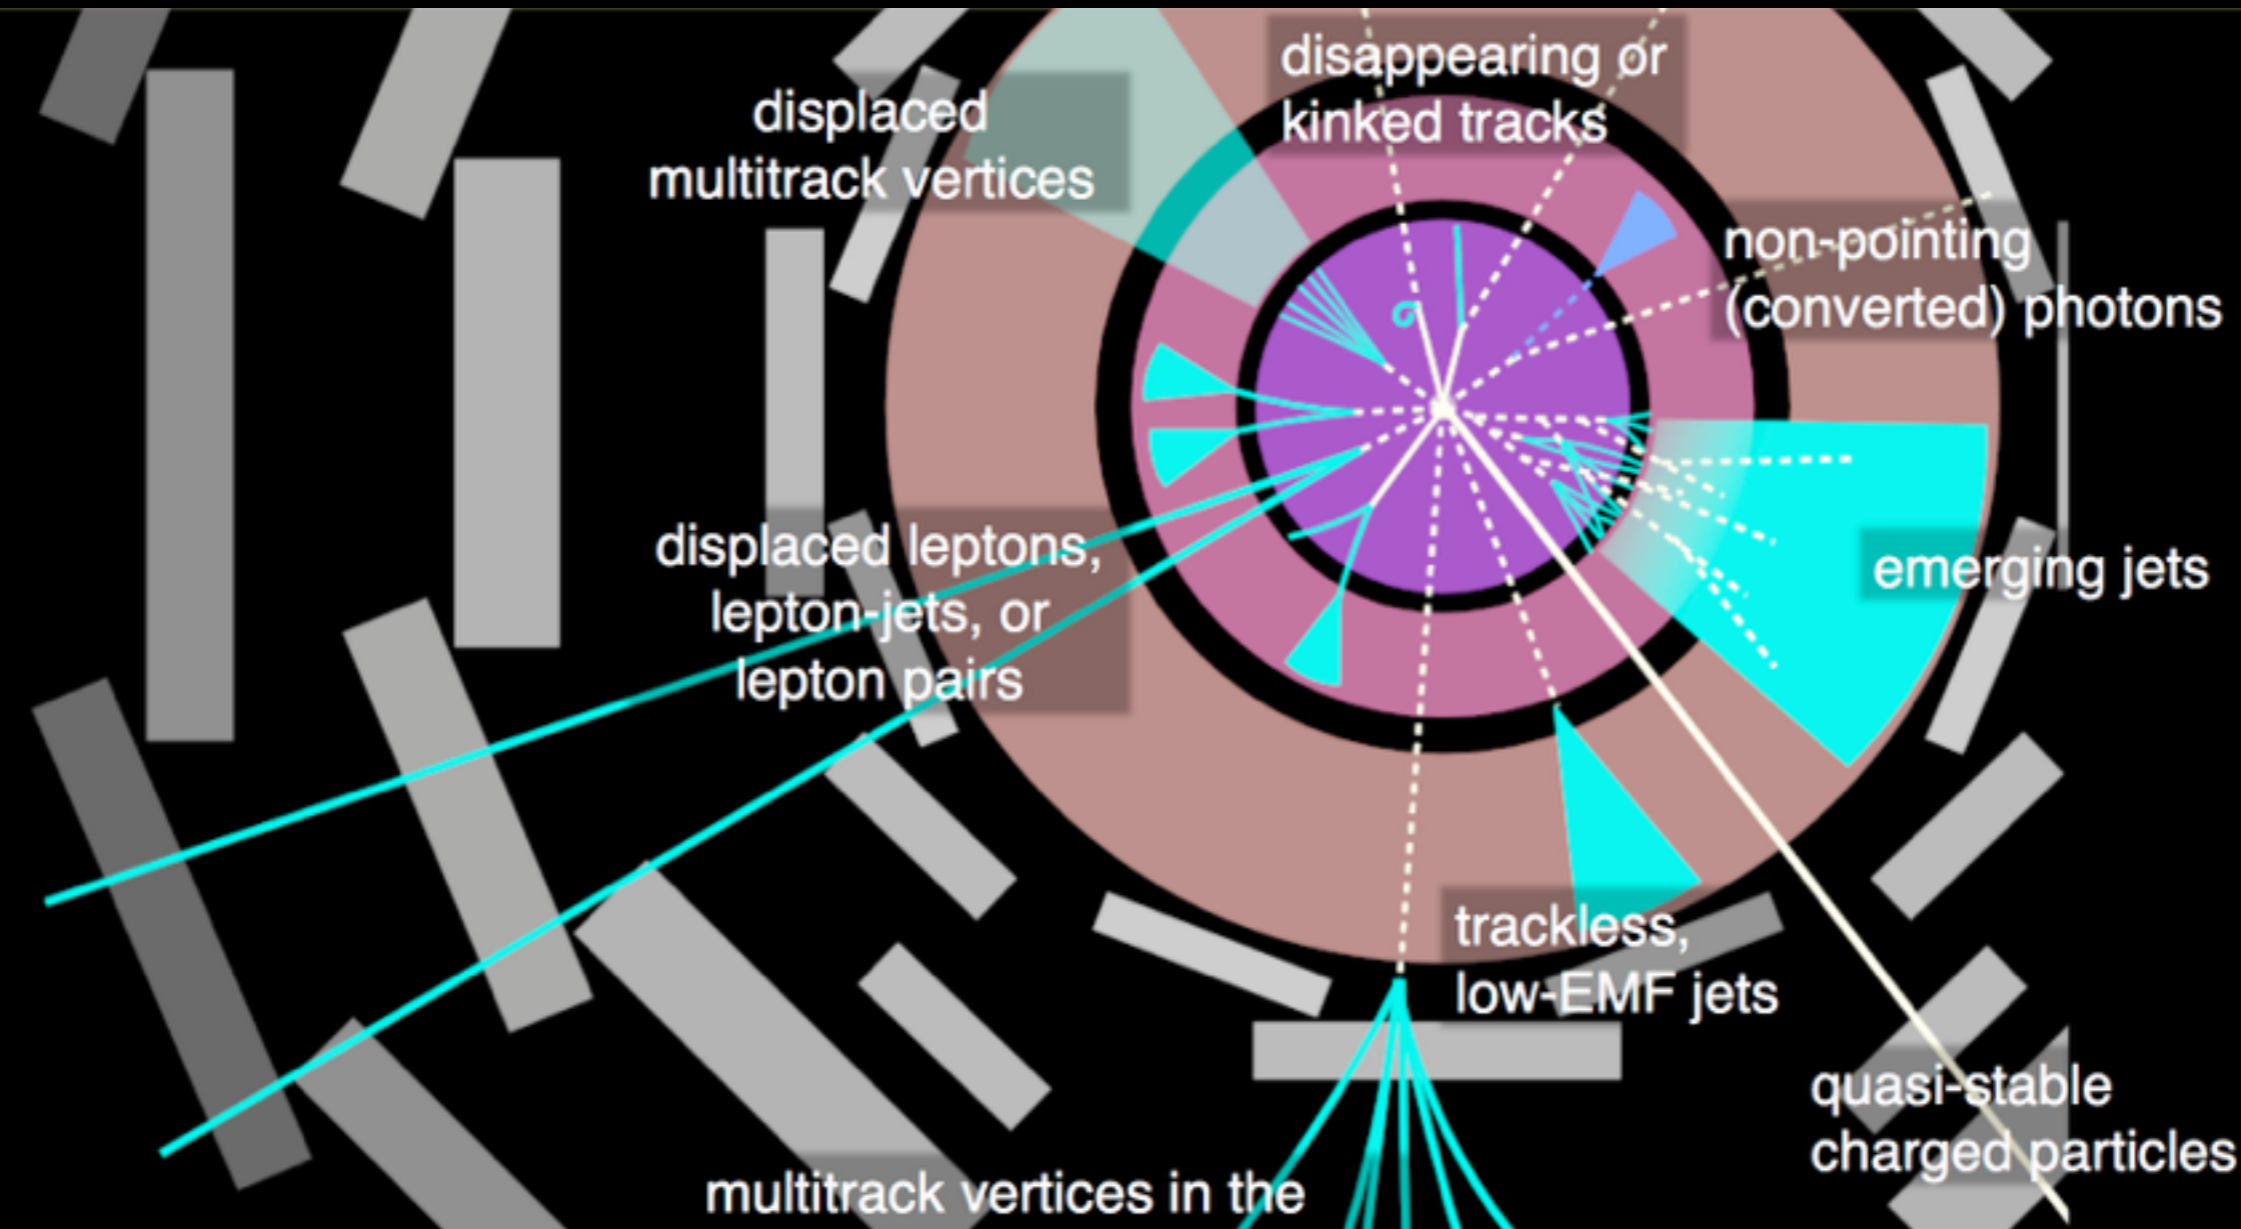 disappearing or
kinked tracks
displaced
multitrack vertices
non-pointing
(converted) photons
displaced leptons,
lepton-jets, or
lepton pairs
emerging jets
trackless,
low-EMF jets
quasi-stable
charged particles
multitrack vertices in the